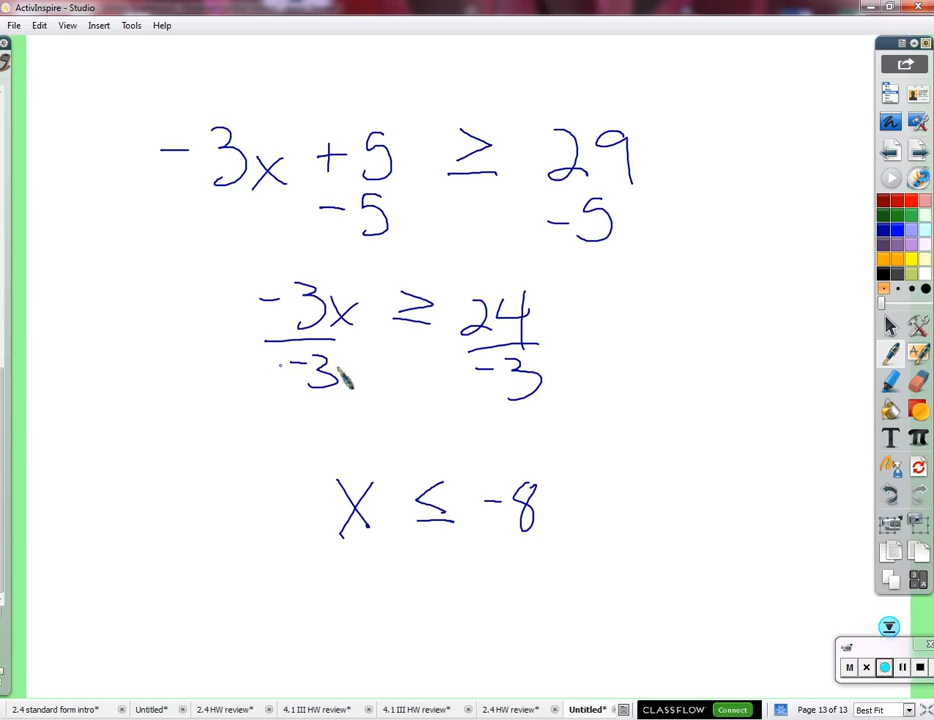 ActivInspire - Studio
File Edit View Insert Tools Help
- 3x + 5 ≥ 29
- 5 - 5
- 3x ≥ 24
-3 -3
x ≤ -8
M
2.4 standard form intro* Untitled* 2.4 HW review* 4.1 III HW review* 4.1 III HW review* 2.4 HW review* Untitled* CLASSFLOW Connect Page 13 of 13 Best Fit